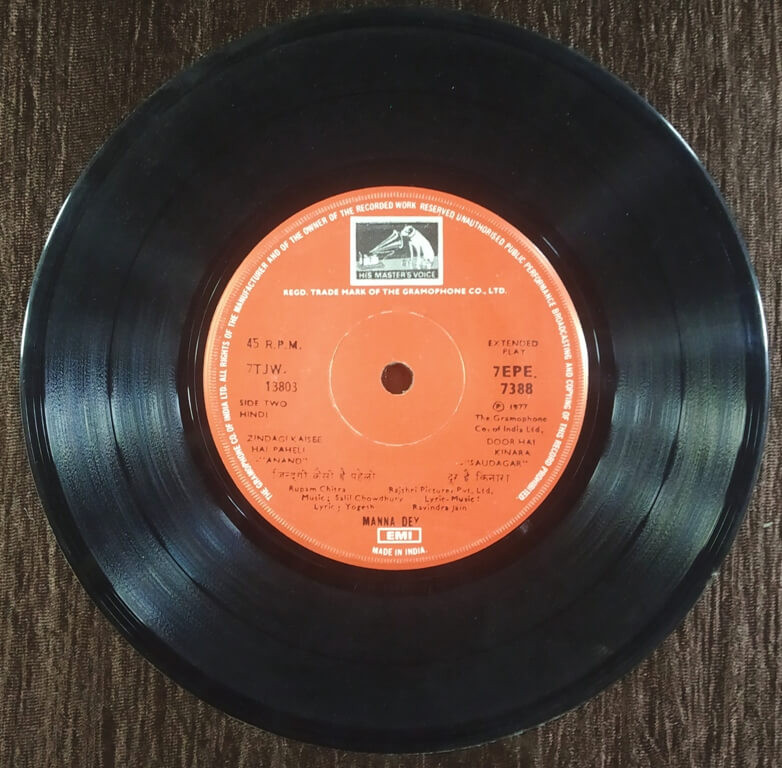 THE GRAMOPHONE CO OF INDIA LTD. ALL RIGHTS OF THE MANUFACTURER AND OF THE OWNER OF THE RECORDED WORK RESERVED UNAUTHORISED PUBLIC PERFORMANCE BROADCASTING AND COPYING OF THIS RECORD PROHIBITED.
HIS MASTER'S VOICE
REGD. TRADE MARK OF THE GRAMOPHONE CO., LTD.
45 R.P.M.
7TJW-
13803
SIDE TWO
HINDI
EXTENDED
PLAY
7EPE.
7388
℗ 1977
The Gramophone
Co. of India Ltd,
ZINDAGI KAISEE
HAI PAHELI
-"ANAND"
DOOR HAI
KINARA
-"SAUDAGAR"
जिन्दगी कैसी है पहेली
दूर है किनारा
Rupam Chitra
Music; Salil Chowdhury
Lyric; Yogesh
Rajshri Pictures Pvt. Ltd.
Lyric-Music:
Ravindra Jain
MANNA DEY
EMI
MADE IN INDIA.